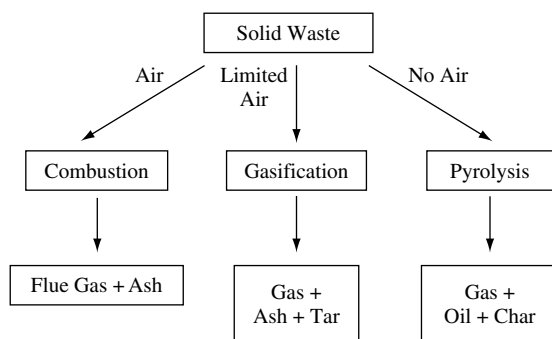 Solid Waste
Air
Limited
Air
No Air
Combustion
Gasification
Pyrolysis
Flue Gas + Ash
Gas +
Ash + Tar
Gas +
Oil + Char